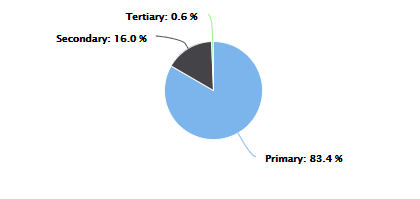 Tertiary: 0.6 %
Secondary: 16.0 %
Primary: 83.4 %